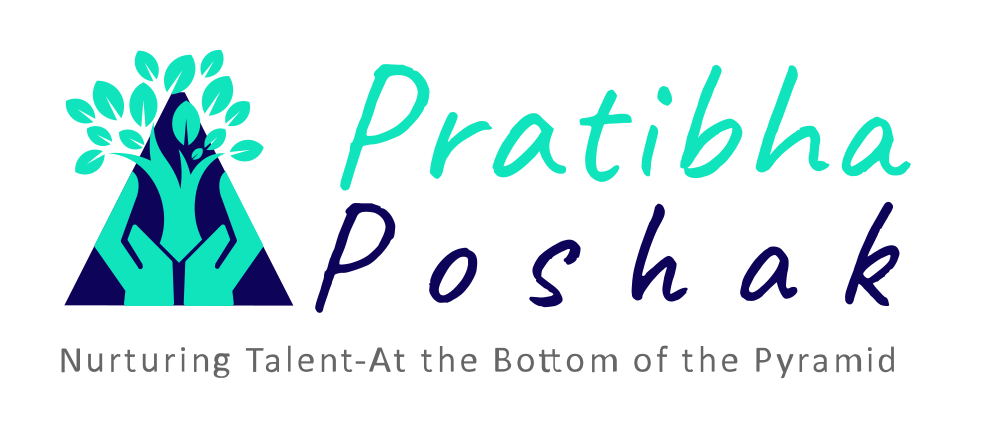 Pratibha
Poshak
Nurturing Talent-At the Bottom of the Pyramid